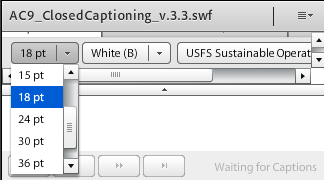 AC9_ClosedCaptioning_v.3.3.swf
18 pt White (B) USFS Sustainable Operat
15 pt
18 pt
24 pt
30 pt
36 pt
Waiting for Captions